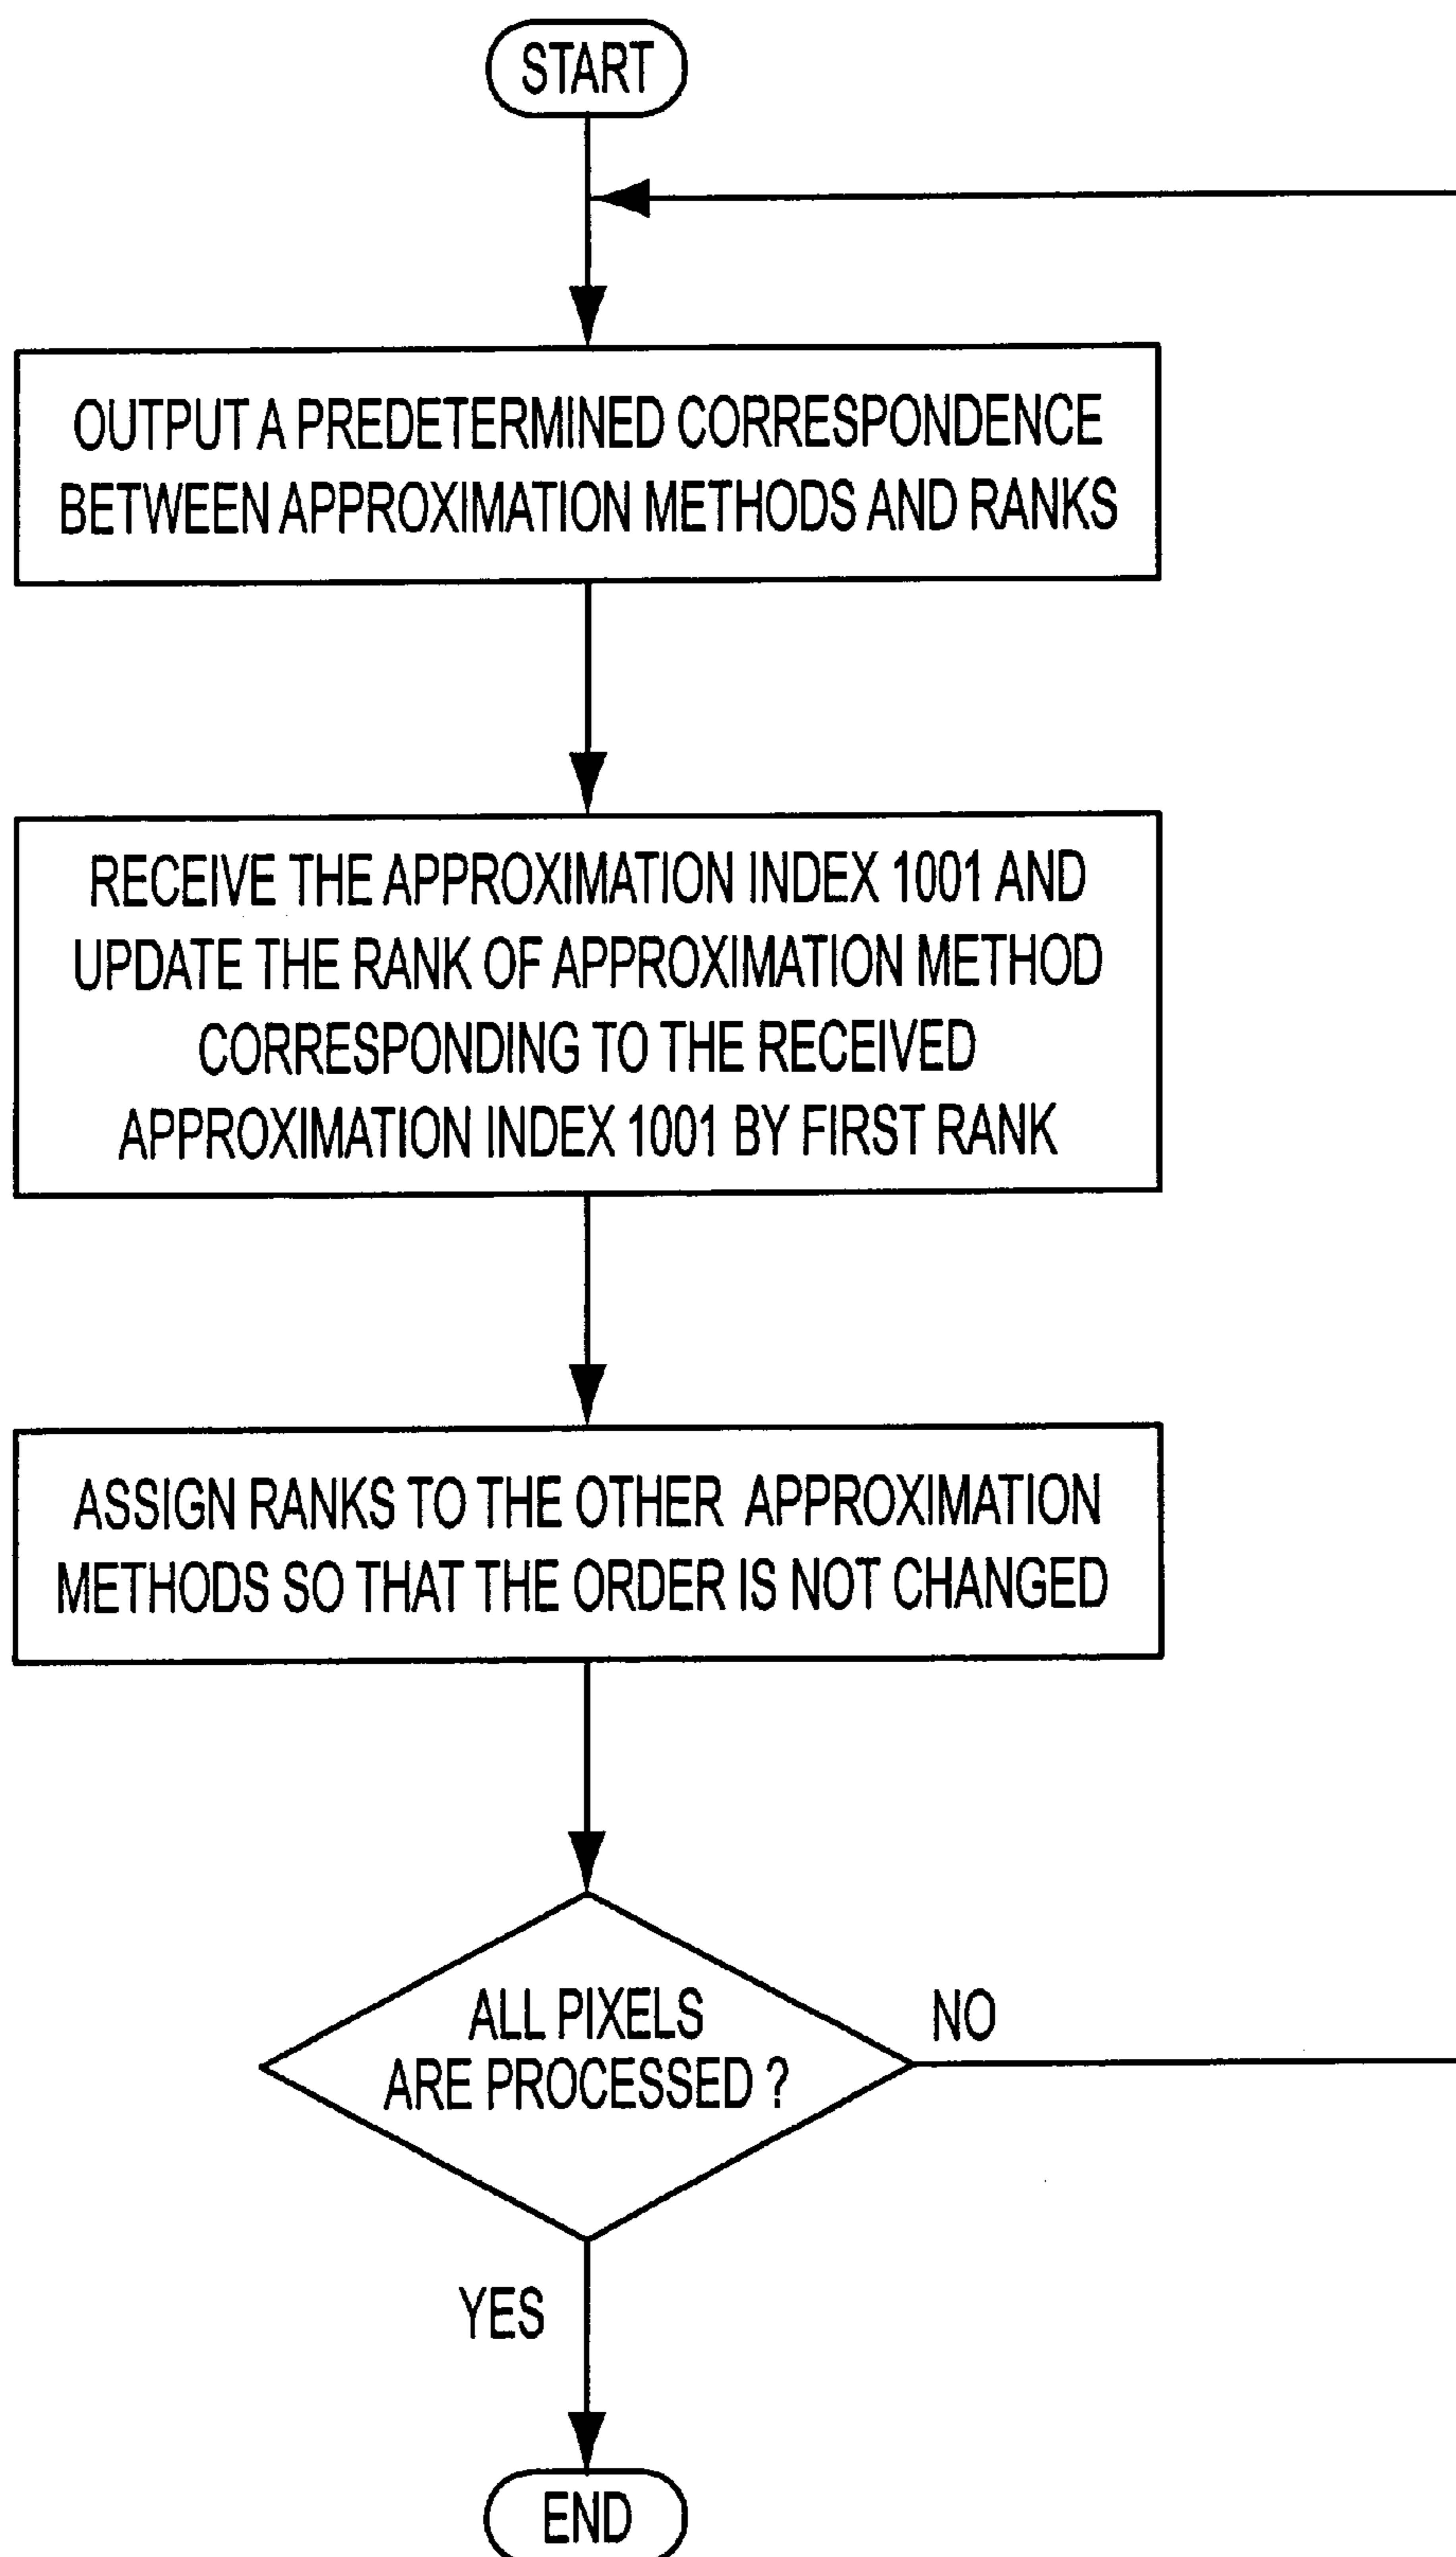 START
OUTPUT A PREDETERMINED CORRESPONDENCE
BETWEEN APPROXIMATION METHODS AND RANKS
RECEIVE THE APPROXIMATION INDEX 1001 AND
UPDATE THE RANK OF APPROXIMATION METHOD
CORRESPONDING TO THE RECEIVED
APPROXIMATION INDEX 1001 BY FIRST RANK
ASSIGN RANKS TO THE OTHER APPROXIMATION
METHODS SO THAT THE ORDER IS NOT CHANGED
ALL PIXELS
ARE PROCESSED ?
NO
YES
END